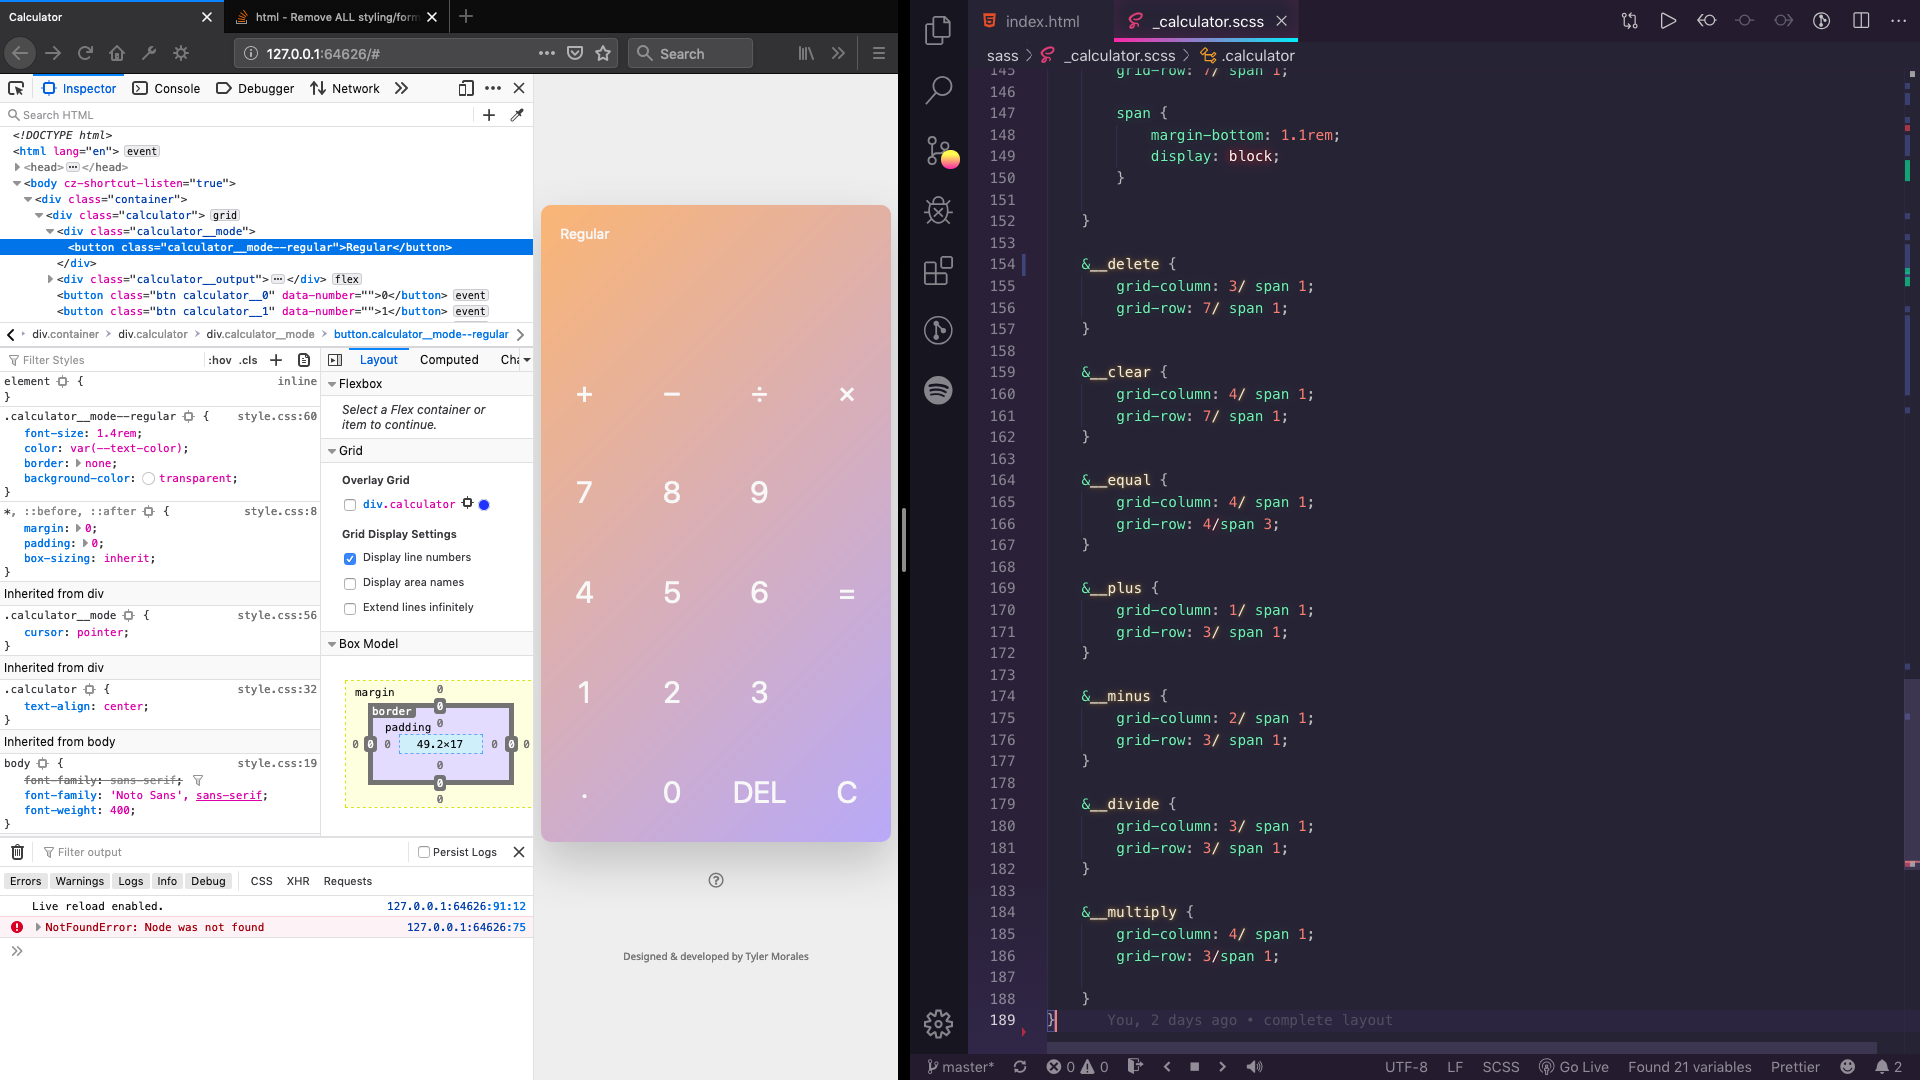 Calculator
html - Remove ALL styling/form
127.0.0.1:64626/#
Search
Inspector
Console
Debugger
Network
Search HTML
<!DOCTYPE html>
<html lang="en"> event
<head> </head>
<body cz-shortcut-listen="true">
<div class="container">
<div class="calculator"> grid
<div class="calculator__mode">
<button class="calculator__mode--regular">Regular</button>
</div>
<div class="calculator__output"> </div> flex
<button class="btn calculator__0" data-number="">0</button> event
<button class="btn calculator__1" data-number="">1</button> event
div.container
div.calculator
div.calculator__mode
button.calculator__mode--regular
Filter Styles
:hov .cls
element { inline
}
.calculator__mode--regular { style.css:60
font-size: 1.4rem;
color: var(--text-color);
border: none;
background-color: transparent;
}
*, ::before, ::after { style.css:8
margin: 0;
padding: 0;
box-sizing: inherit;
}
Inherited from div
.calculator__mode { style.css:56
cursor: pointer;
}
Inherited from div
.calculator { style.css:32
text-align: center;
}
Inherited from body
body { style.css:19
font-family: sans-serif;
font-family: 'Noto Sans', sans-serif;
font-weight: 400;
}
Layout
Computed
Cha
Flexbox
Select a Flex container or
item to continue.
Grid
Overlay Grid
div.calculator
Grid Display Settings
Display line numbers
Display area names
Extend lines infinitely
Box Model
margin 0
border 0
padding 0
0 0 0 49.2×17 0 0 0
0
0
0
Filter output
Persist Logs
Errors
Warnings
Logs
Info
Debug
CSS
XHR
Requests
Live reload enabled. 127.0.0.1:64626:91:12
NotFoundError: Node was not found 127.0.0.1:64626:75
Regular
+ − ÷ ×
7 8 9
4 5 6 =
1 2 3
. 0 DEL C
Designed & developed by Tyler Morales
index.html
_calculator.scss
sass > _calculator.scss > .calculator
145 grid-row: 7/ span 1;
146
147 span {
148 margin-bottom: 1.1rem;
149 display: block;
150 }
151
152 }
153
154 &__delete {
155 grid-column: 3/ span 1;
156 grid-row: 7/ span 1;
157 }
158
159 &__clear {
160 grid-column: 4/ span 1;
161 grid-row: 7/ span 1;
162 }
163
164 &__equal {
165 grid-column: 4/ span 1;
166 grid-row: 4/span 3;
167 }
168
169 &__plus {
170 grid-column: 1/ span 1;
171 grid-row: 3/ span 1;
172 }
173
174 &__minus {
175 grid-column: 2/ span 1;
176 grid-row: 3/ span 1;
177 }
178
179 &__divide {
180 grid-column: 3/ span 1;
181 grid-row: 3/ span 1;
182 }
183
184 &__multiply {
185 grid-column: 4/ span 1;
186 grid-row: 3/span 1;
187
188 }
189 } You, 2 days ago • complete layout
master*
0 0
UTF-8
LF
SCSS
Go Live
Found 21 variables
Prettier
2